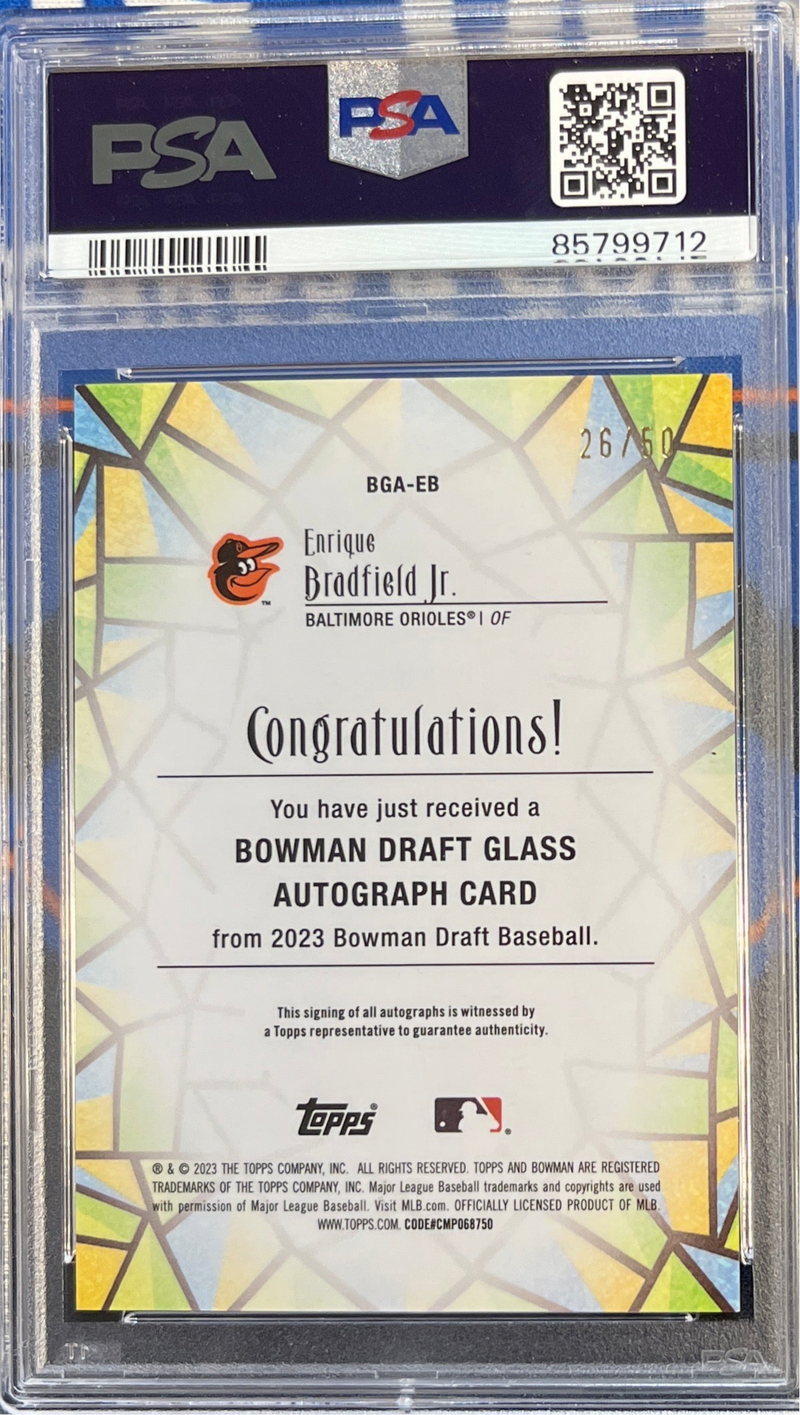 PSA
PSA
85799712
26/50
BGA-EB
Enrique
Bradfield Jr.
TM
BALTIMORE ORIOLES® | OF
Congratulations!
You have just received a
BOWMAN DRAFT GLASS
AUTOGRAPH CARD
from 2023 Bowman Draft Baseball.
This signing of all autographs is witnessed by
a Topps representative to guarantee authenticity.
Topps®
®
® & © 2023 THE TOPPS COMPANY, INC. ALL RIGHTS RESERVED. TOPPS AND BOWMAN ARE REGISTERED
TRADEMARKS OF THE TOPPS COMPANY, INC. Major League Baseball trademarks and copyrights are used
with permission of Major League Baseball. Visit MLB.com. OFFICIALLY LICENSED PRODUCT OF MLB.
WWW.TOPPS.COM. CODE#CMP068750
PSA